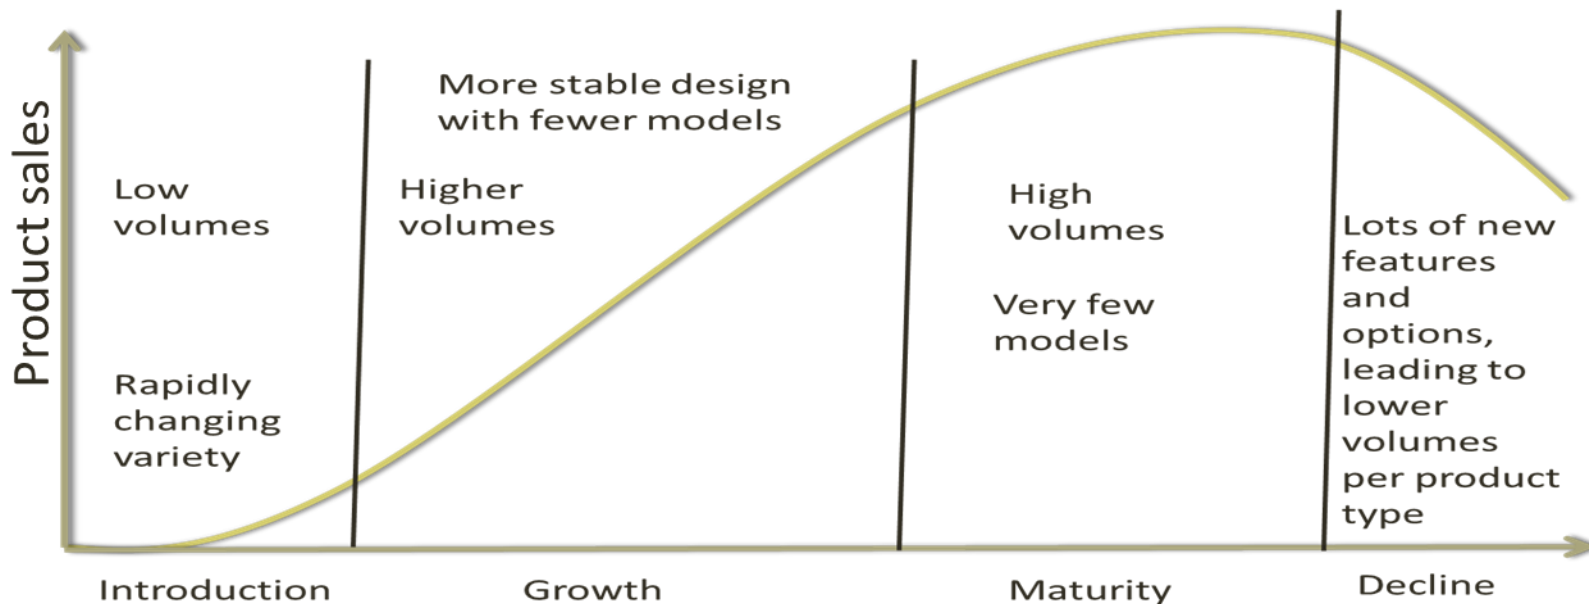 Product sales
Low
volumes
Rapidly
changing
variety
More stable design
with fewer models
Higher
volumes
High
volumes
Very few
models
Lots of new
features
and
options,
leading to
lower
volumes
per product
type
Introduction
Growth
Maturity
Decline